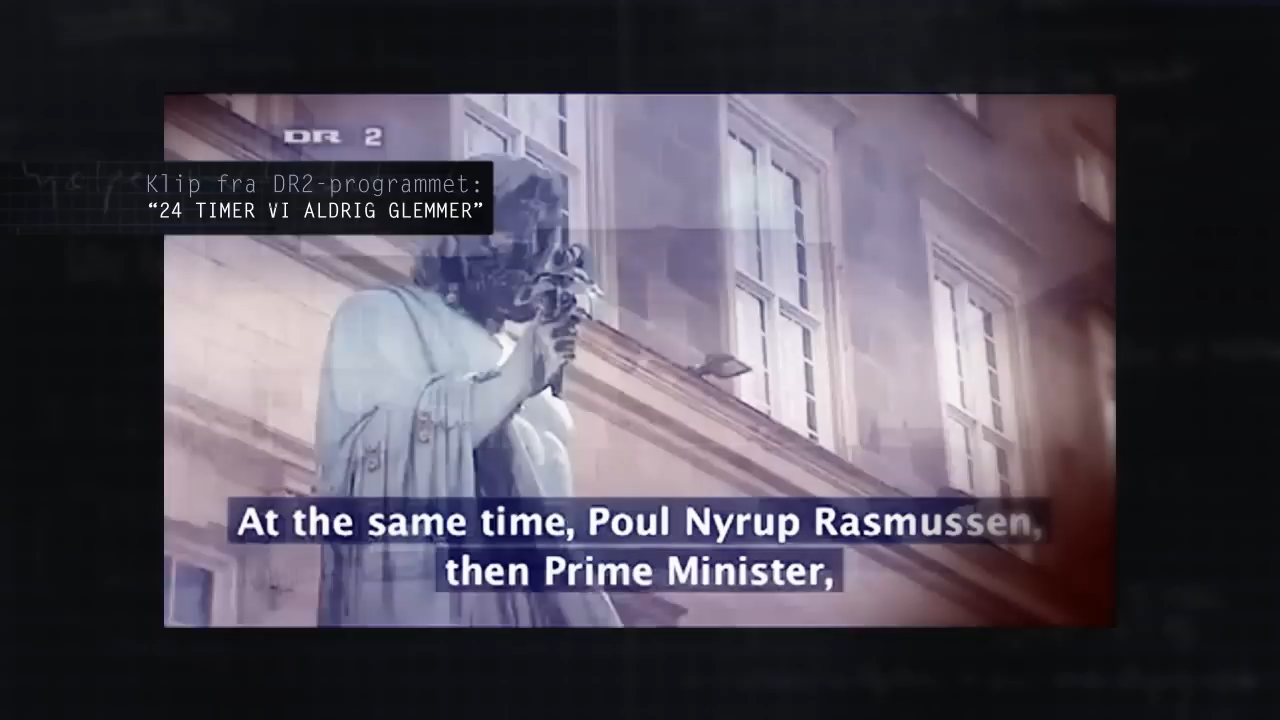 DR 2
Klip fra DR2-programmet:
“24 TIMER VI ALDRIG GLEMMER”
At the same time, Poul Nyrup Rasmussen,
then Prime Minister,